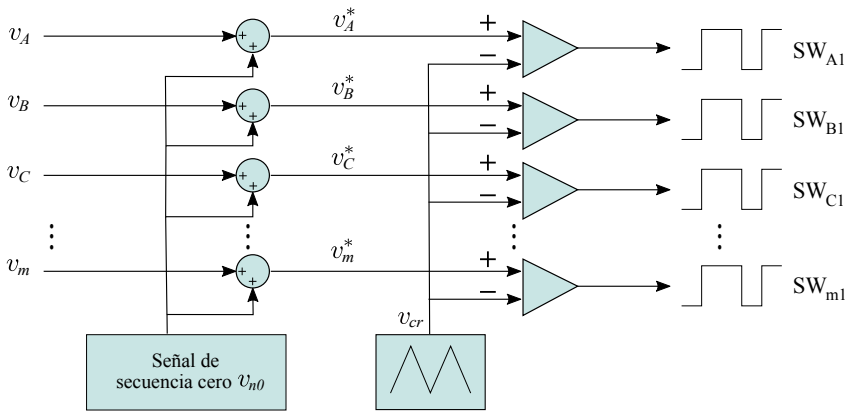 v_A + + v_A^* + − SW_A1
v_B + + v_B^* + − SW_B1
v_C + + v_C^* + − SW_C1
v_m + + v_m^* + − SW_m1
v_cr
Señal de
secuencia cero v_n0